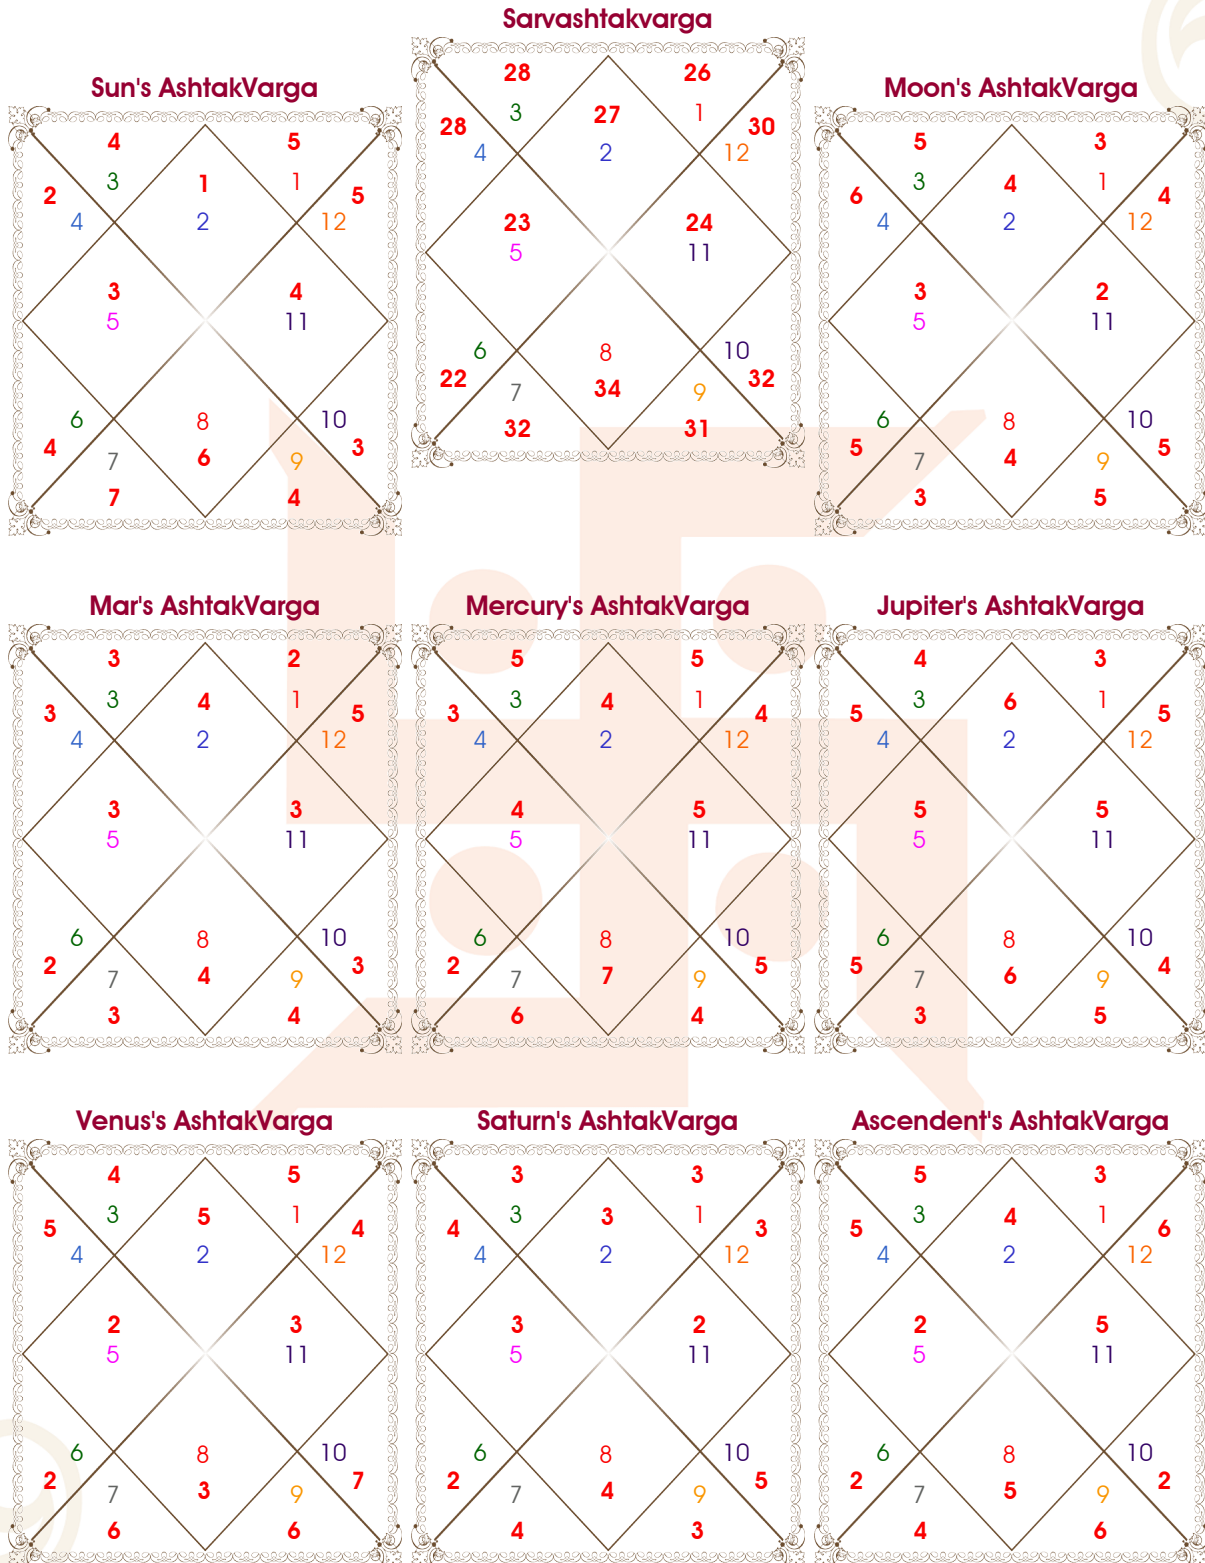 Sarvashtakvarga
28 26
3 27 1
28 30
4 2 12
23 24
5 11
6 8 10
22 34 32
7 9
32 31
Sun's AshtakVarga
4 5
3 1 1
2 5
4 2 12
3 4
5 11
6 8 10
4 6 3
7 9
7 4
Moon's AshtakVarga
5 3
3 4 1
6 4
4 2 12
3 2
5 11
6 8 10
5 4 5
7 9
3 5
Mar's AshtakVarga
3 2
3 4 1
3 5
4 2 12
3 3
5 11
6 8 10
2 4 3
7 9
3 4
Mercury's AshtakVarga
5 5
3 4 1
3 4
4 2 12
4 5
5 11
6 8 10
2 7 5
7 9
6 4
Jupiter's AshtakVarga
4 3
3 6 1
5 5
4 2 12
5 5
5 11
6 8 10
5 6 4
7 9
3 5
Venus's AshtakVarga
4 5
3 5 1
5 4
4 2 12
2 3
5 11
6 8 10
2 3 7
7 9
6 6
Saturn's AshtakVarga
3 3
3 3 1
4 3
4 2 12
3 2
5 11
6 8 10
2 4 5
7 9
4 3
Ascendent's AshtakVarga
5 3
3 4 1
5 6
4 2 12
2 5
5 11
6 8 10
2 5 2
7 9
4 6